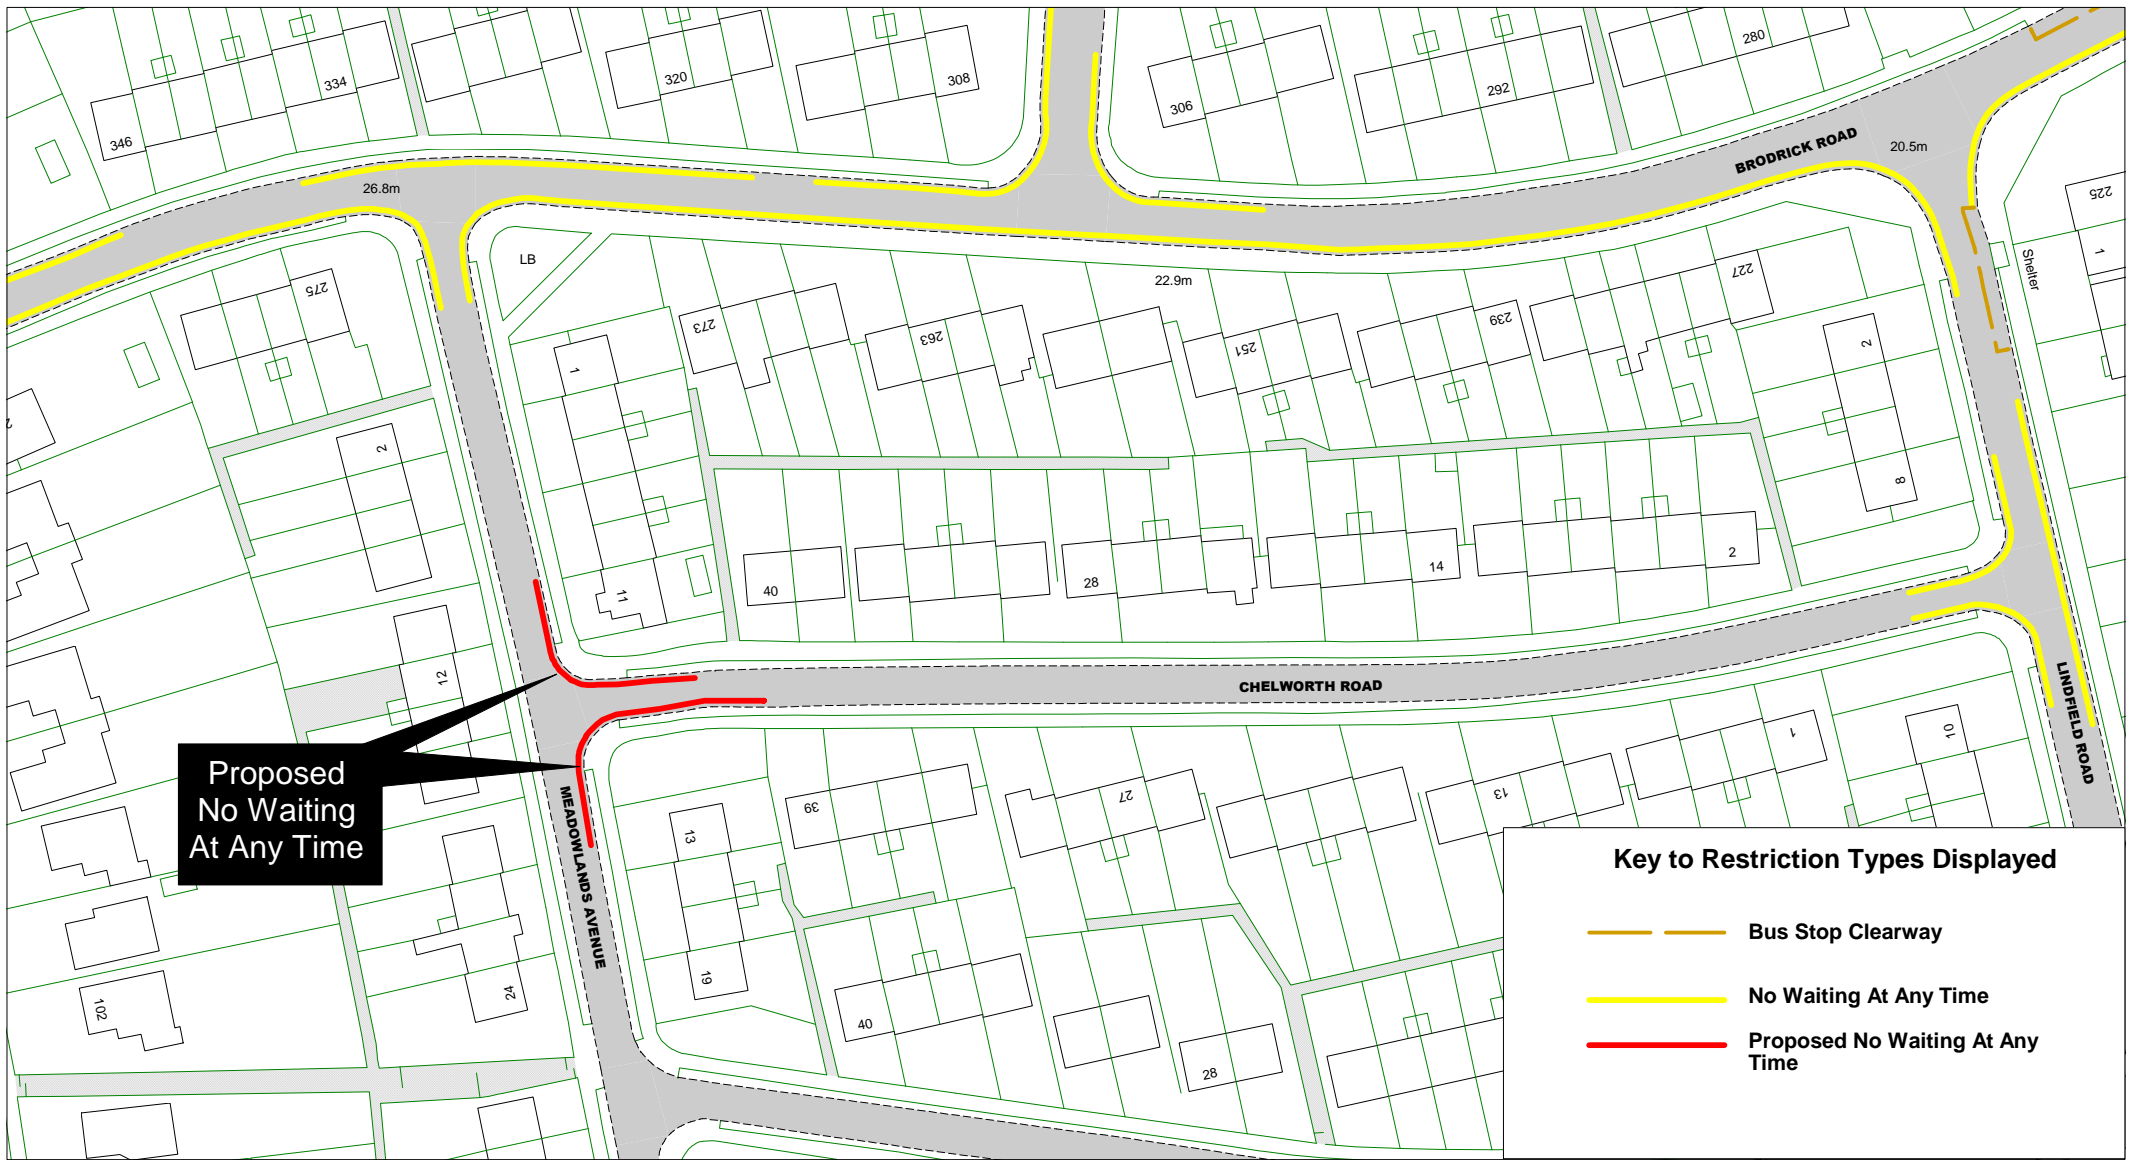 280
334
320
308
306
292
346
BRODRICK ROAD
20.5m
26.8m
225
1
LB
Shelter
22.9m
275
273
263
251
239
227
1
2
2
8
40
28
14
2
11
12
CHELWORTH ROAD
LINDFIELD ROAD
Proposed
No Waiting
At Any Time
MEADOWLANDS AVENUE
13
39
27
13
1
10
19
24
102
40
28
Key to Restriction Types Displayed
Bus Stop Clearway
No Waiting At Any Time
Proposed No Waiting At Any
Time